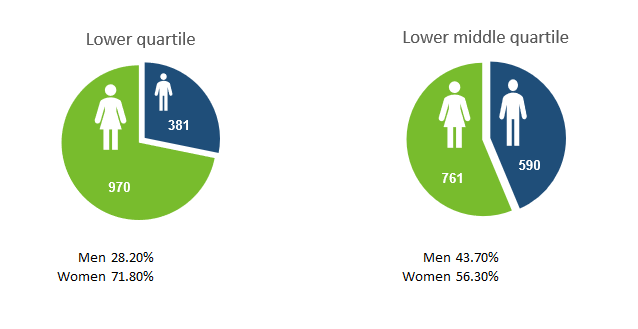 Lower quartile
381
970
Men 28.20%
Women 71.80%
Lower middle quartile
590
761
Men 43.70%
Women 56.30%